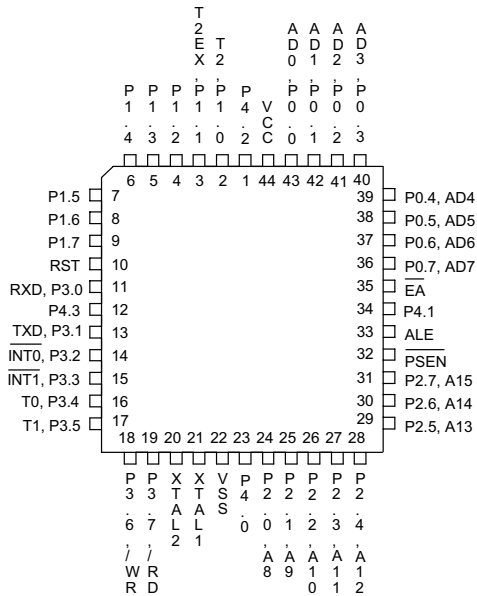 P1.4
P1.3
P1.2
T2EX, P1.1
T2, P1.0
P4.2
VCC
AD0, P0.0
AD1, P0.1
AD2, P0.2
AD3, P0.3
6 5 4 3 2 1 44 43 42 41 40
P1.5 7
P1.6 8
P1.7 9
RST 10
RXD, P3.0 11
P4.3 12
TXD, P3.1 13
INT0, P3.2 14
INT1, P3.3 15
T0, P3.4 16
T1, P3.5 17
39 P0.4, AD4
38 P0.5, AD5
37 P0.6, AD6
36 P0.7, AD7
35 EA
34 P4.1
33 ALE
32 PSEN
31 P2.7, A15
30 P2.6, A14
29 P2.5, A13
18 19 20 21 22 23 24 25 26 27 28
P3.6, /WR
P3.7, /RD
XTAL2
XTAL1
VSS
P4.0
P2.0, A8
P2.1, A9
P2.2, A10
P2.3, A11
P2.4, A12